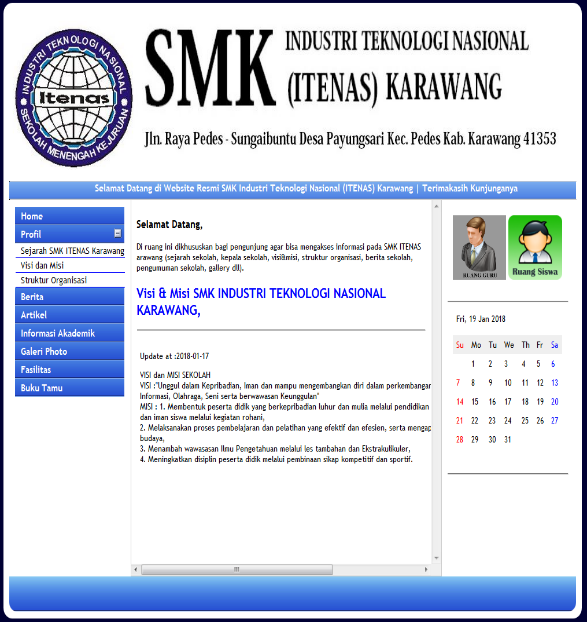 INDUSTRI TEKNOLOGI NASIONAL
Itenas
SEKOLAH MENENGAH KEJURUAN
SMK INDUSTRI TEKNOLOGI NASIONAL
(ITENAS) KARAWANG
Jln. Raya Pedes - Sungaibuntu Desa Payungsari Kec. Pedes Kab. Karawang 41353
Selamat Datang di Website Resmi SMK Industri Teknologi Nasional (ITENAS) Karawang | Terimakasih Kunjunganya
Home
Profil
Sejarah SMK ITENAS Karawang
Visi dan Misi
Struktur Organisasi
Berita
Artikel
Informasi Akademik
Galeri Photo
Fasilitas
Buku Tamu
Selamat Datang,
Di ruang ini dikhususkan bagi pengunjung agar bisa mengakses Informasi pada SMK ITENAS
arawang (sejarah sekolah, kepala sekolah, visi&misi, struktur organisasi, berita sekolah,
pengumuman sekolah, gallery dll).
Visi & Misi SMK INDUSTRI TEKNOLOGI NASIONAL
KARAWANG,
Update at :2018-01-17
VISI dan MISI SEKOLAH
VISI :"Unggul dalam Kepribadian, Iman dan mampu mengembangkan diri dalam perkembangan
Informasi, Olahraga, Seni serta berwawasan Keunggulan"
MISI : 1. Membentuk peserta didik yang berkepribadian luhur dan mulia melalui pendidikan
dan iman siswa melalui kegiatan rohani,
2. Melaksanakan proses pembelajaran dan pelatihan yang efektif dan efesien, serta mengap
budaya,
3. Menambah wawasasan Ilmu Pengetahuan melalui les tambahan dan Ekstrakulikuler,
4. Meningkatkan disiplin peserta didik melalui pembinaan sikap kompetitif dan sportif.
RUANG GURU
Ruang Siswa
Fri, 19 Jan 2018
Su Mo Tu We Th Fr Sa
1 2 3 4 5 6
7 8 9 10 11 12 13
14 15 16 17 18 19 20
21 22 23 24 25 26 27
28 29 30 31